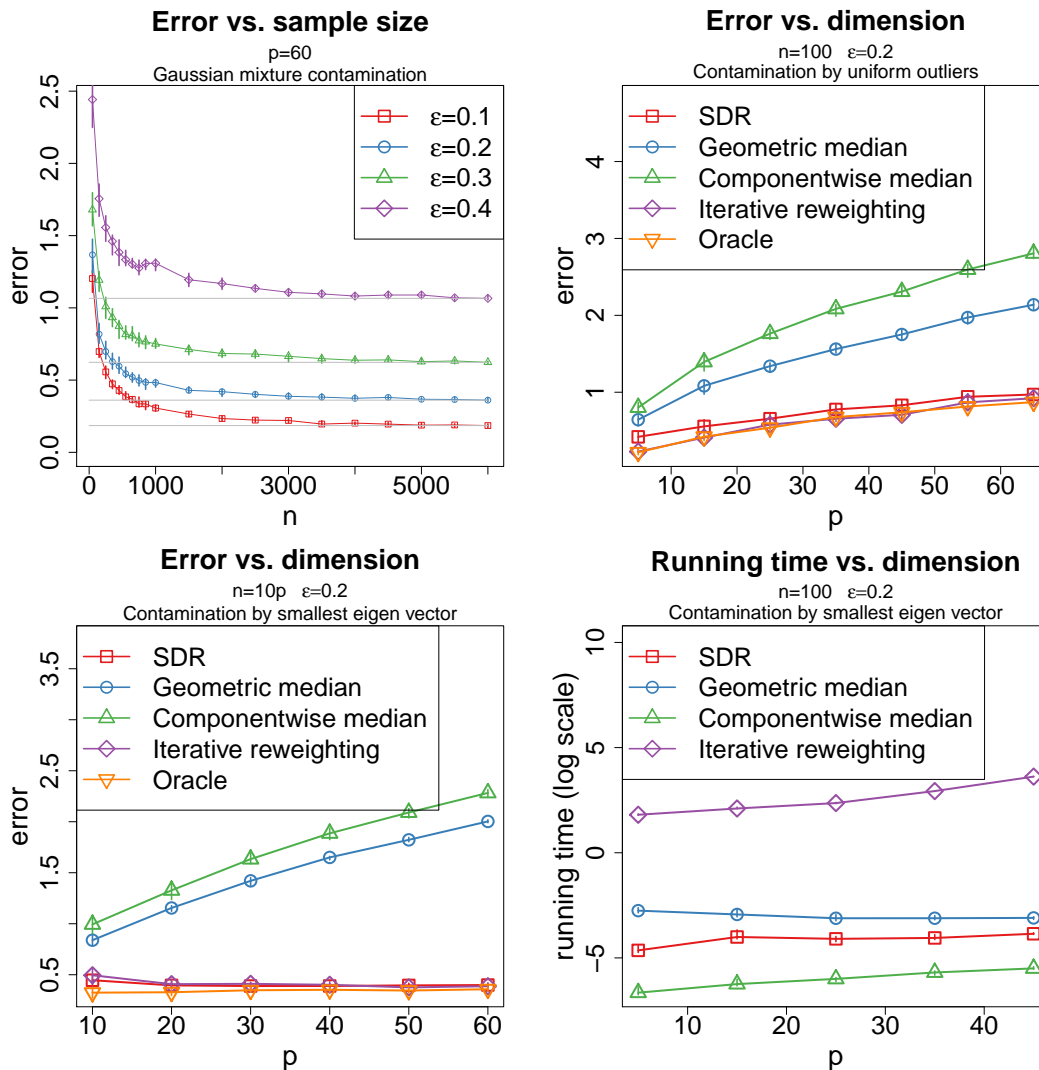 Error vs. sample size
p=60
Gaussian mixture contamination
2.5
2.0
1.5
1.0
0.5
0.0
error
ε=0.1
ε=0.2
ε=0.3
ε=0.4
0 1000 3000 5000
n
Error vs. dimension
n=100 ε=0.2
Contamination by uniform outliers
4
3
2
1
error
SDR
Geometric median
Componentwise median
Iterative reweighting
Oracle
10 20 30 40 50 60
p
Error vs. dimension
n=10p ε=0.2
Contamination by smallest eigen vector
3.5
2.5
1.5
0.5
error
SDR
Geometric median
Componentwise median
Iterative reweighting
Oracle
10 20 30 40 50 60
p
Running time vs. dimension
n=100 ε=0.2
Contamination by smallest eigen vector
10
5
0
−5
running time (log scale)
SDR
Geometric median
Componentwise median
Iterative reweighting
10 20 30 40
p